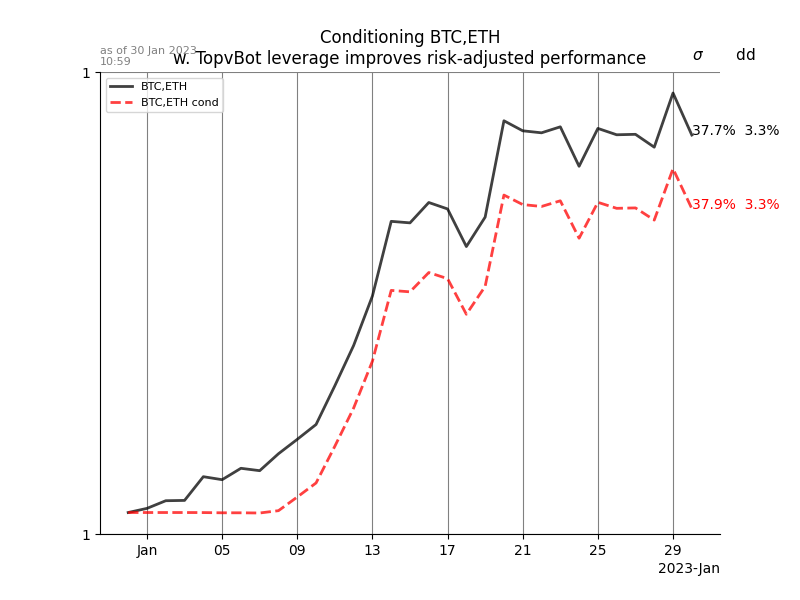 Conditioning BTC,ETH
w. TopvBot leverage improves risk-adjusted performance
as of 30 Jan 2023
10:59
σ dd
1
BTC,ETH
BTC,ETH cond
37.7% 3.3%
37.9% 3.3%
1
Jan 05 09 13 17 21 25 29
2023-Jan